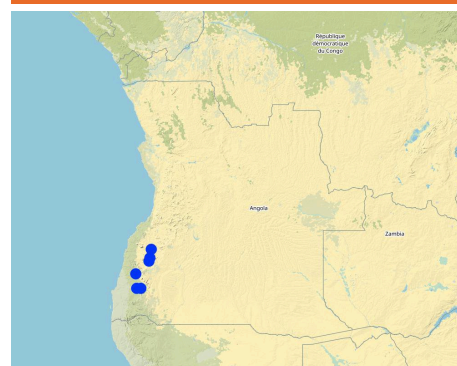 République
démocratique
du Congo
Angola
Zambia